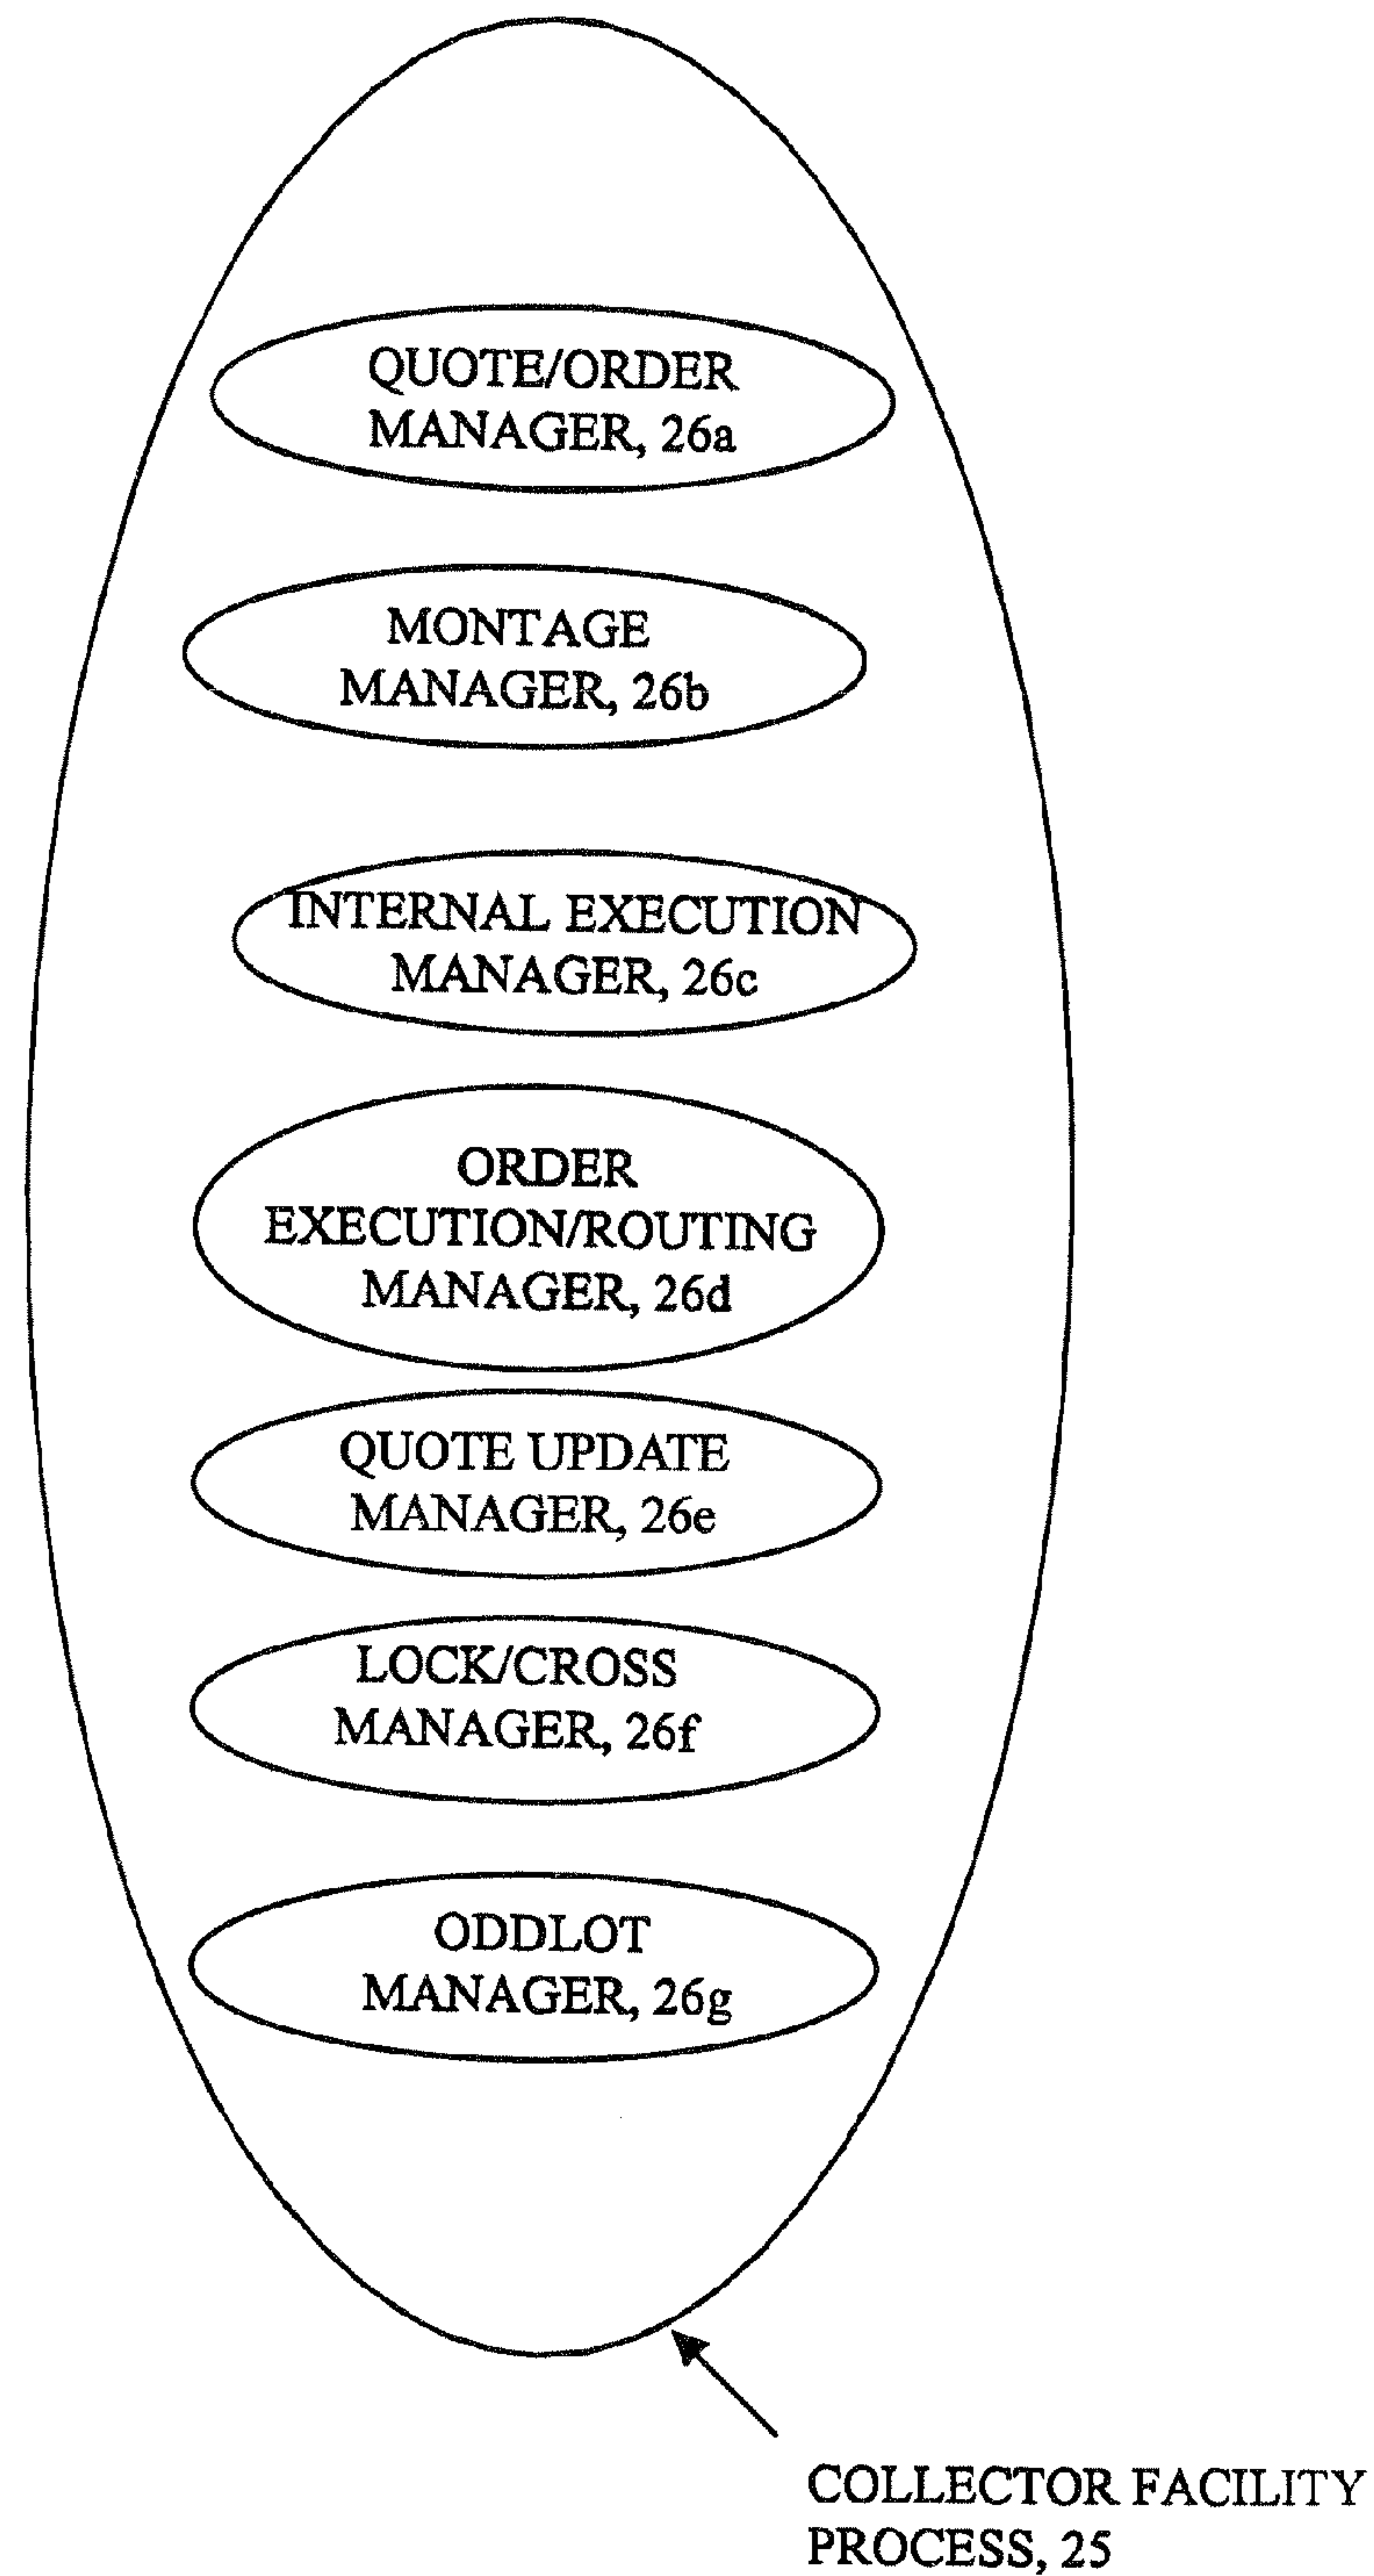 QUOTE/ORDER
MANAGER, 26a
MONTAGE
MANAGER, 26b
INTERNAL EXECUTION
MANAGER, 26c
ORDER
EXECUTION/ROUTING
MANAGER, 26d
QUOTE UPDATE
MANAGER, 26e
LOCK/CROSS
MANAGER, 26f
ODDLOT
MANAGER, 26g
COLLECTOR FACILITY
PROCESS, 25